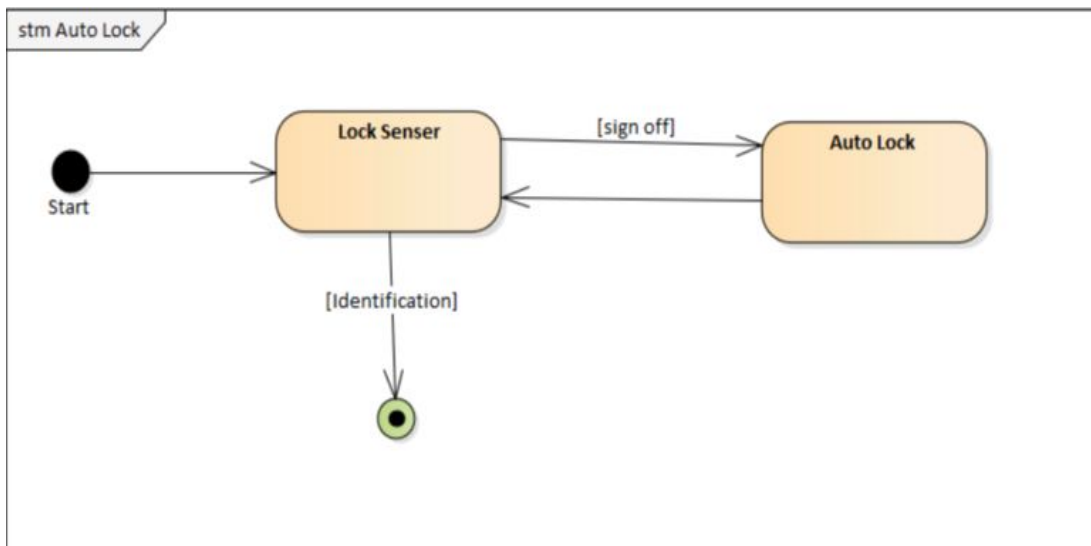 stm Auto Lock
Lock Senser
[sign off]
Auto Lock
Start
[Identification]